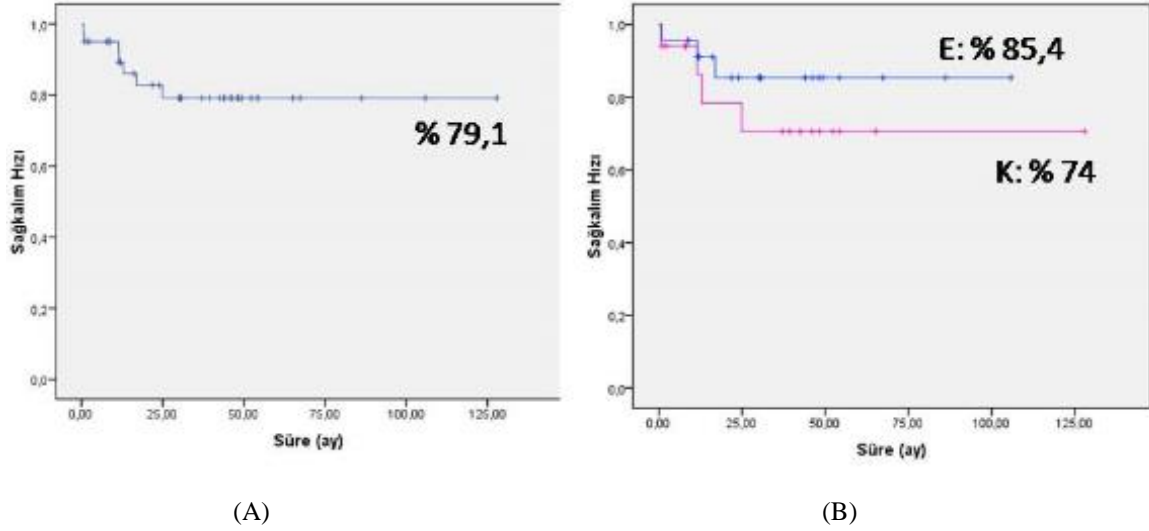 1,0
0,8
0,6
0,4
0,2
0,0
Sağkalım Hızı
% 79,1
0,00 25,00 50,00 75,00 100,00 125,00
Süre (ay)
(A)
1,0
0,8
0,6
0,4
0,2
0,0
Sağkalım Hızı
E: % 85,4
K: % 74
0,00 25,00 50,00 75,00 100,00 125,00
Süre (ay)
(B)